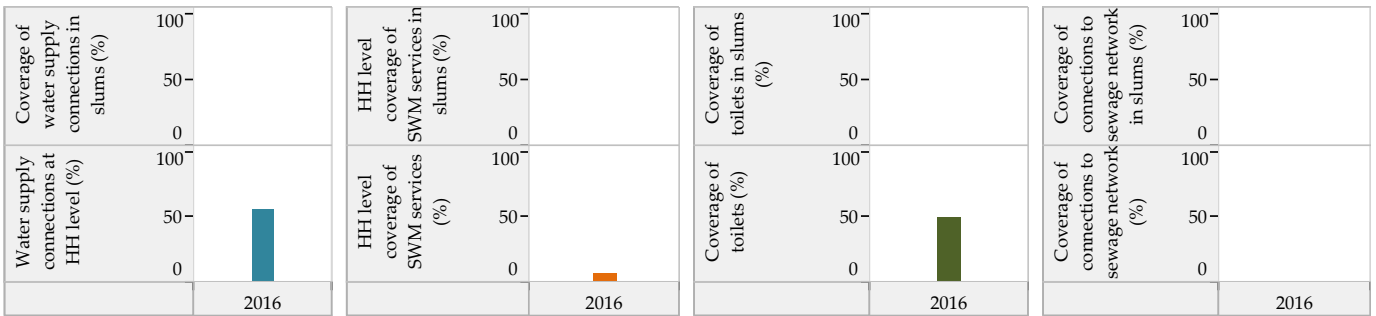 Coverage of
water supply
connections in
slums (%)
100
50
0
Water supply
connections at
HH level (%)
100
50
0
2016
HH level
coverage of
SWM services in
slums (%)
100
50
0
HH level
coverage of
SWM services
(%)
100
50
0
2016
Coverage of
toilets in slums
(%)
100
50
0
Coverage of
toilets (%)
100
50
0
2016
Coverage of
connections to
sewage network
in slums (%)
100
50
0
Coverage of
connections to
sewage network
(%)
100
50
0
2016